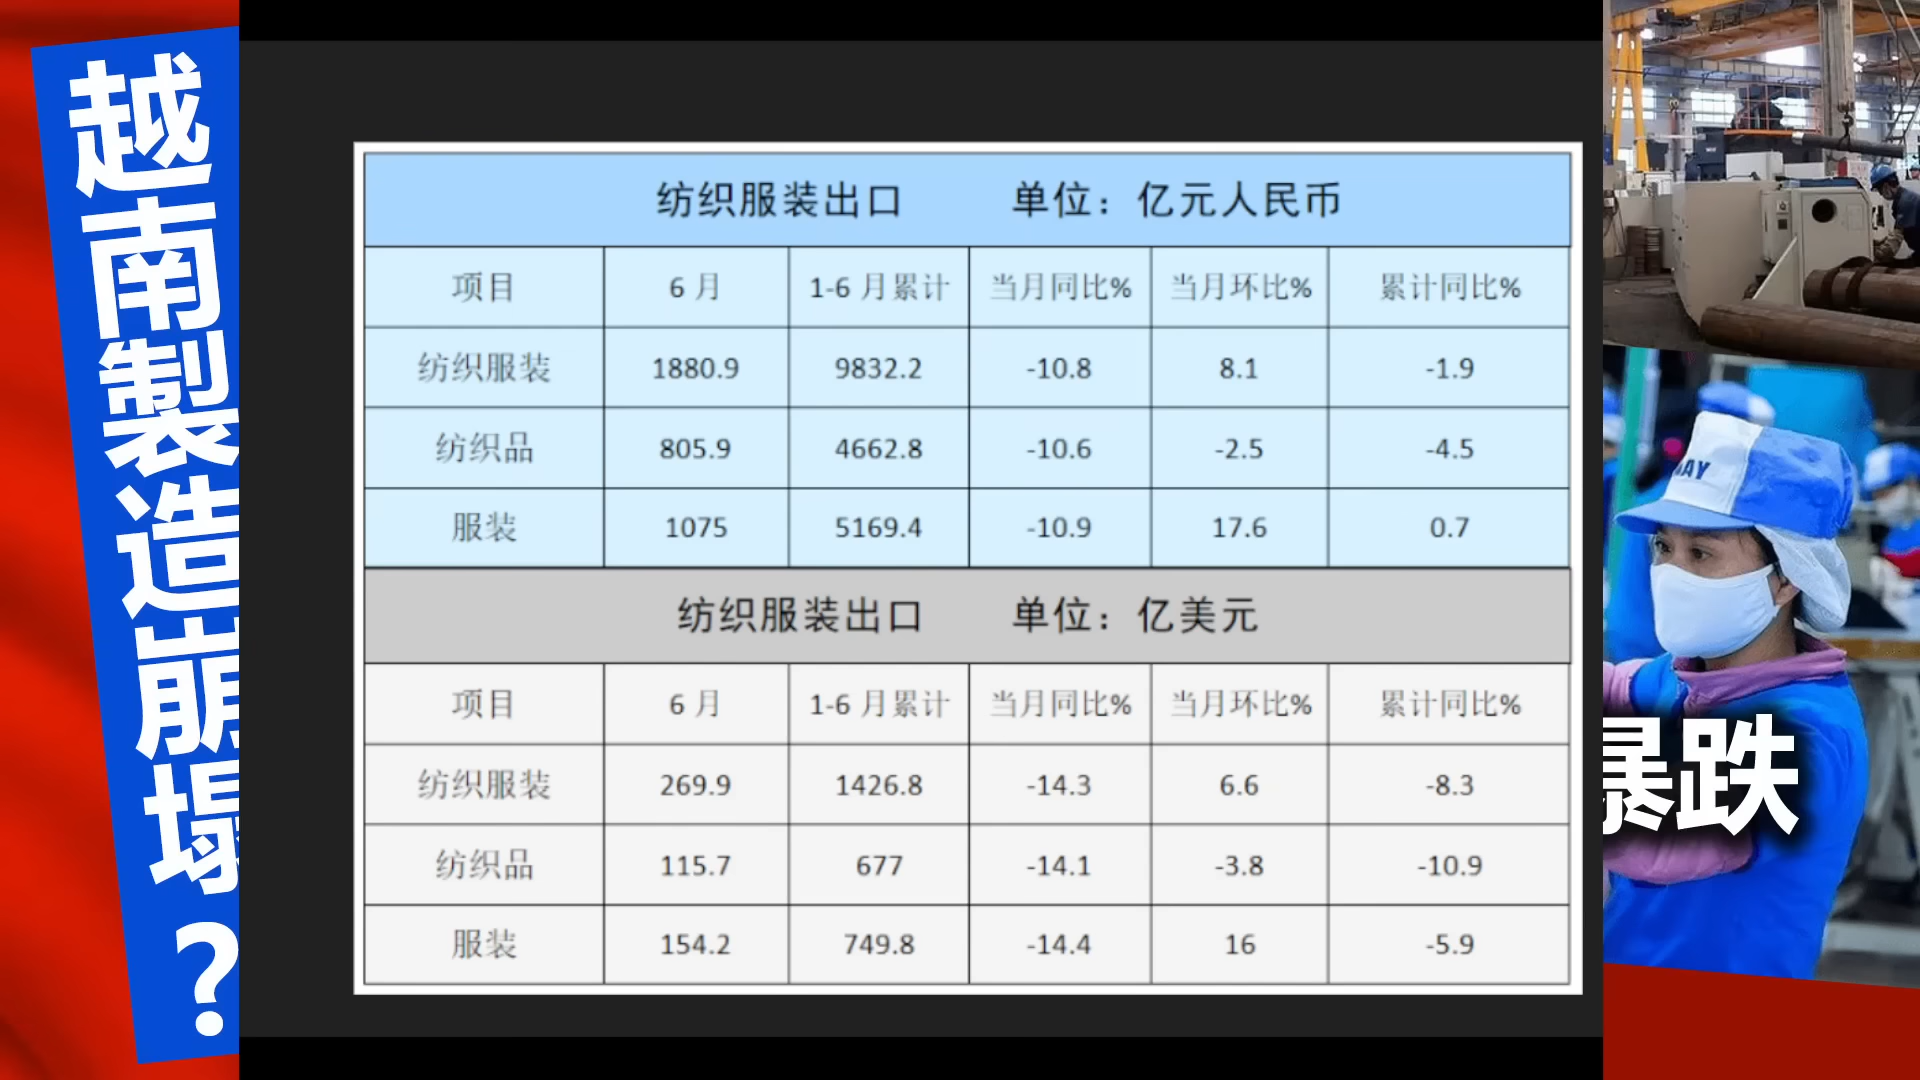 越南製造崩塌?
纺织服装出口 单位：亿元人民币
项目 6 月 1-6 月累计 当月同比% 当月环比% 累计同比%
纺织服装 1880.9 9832.2 -10.8 8.1 -1.9
纺织品 805.9 4662.8 -10.6 -2.5 -4.5
服装 1075 5169.4 -10.9 17.6 0.7
纺织服装出口 单位：亿美元
项目 6 月 1-6 月累计 当月同比% 当月环比% 累计同比%
纺织服装 269.9 1426.8 -14.3 6.6 -8.3
纺织品 115.7 677 -14.1 -3.8 -10.9
服装 154.2 749.8 -14.4 16 -5.9
暴跌